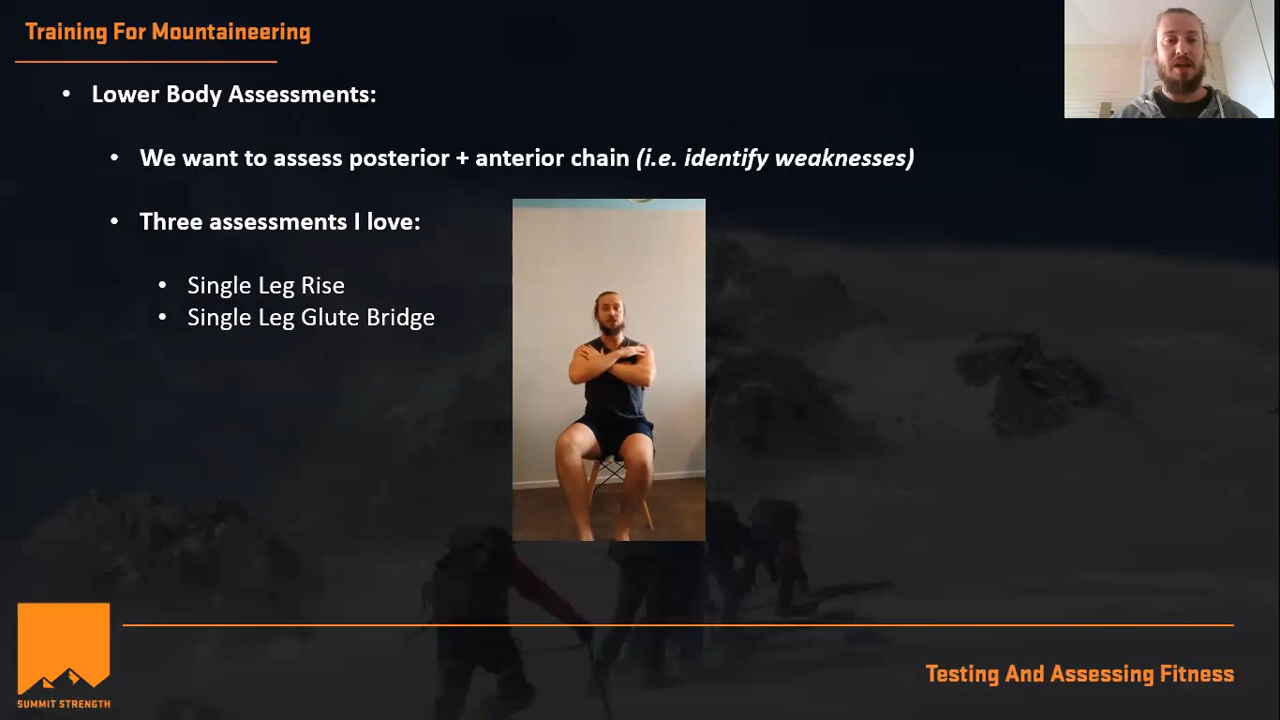 Training For Mountaineering
• Lower Body Assessments:
• We want to assess posterior + anterior chain (i.e. identify weaknesses)
• Three assessments I love:
• Single Leg Rise
• Single Leg Glute Bridge
SUMMIT STRENGTH
Testing And Assessing Fitness